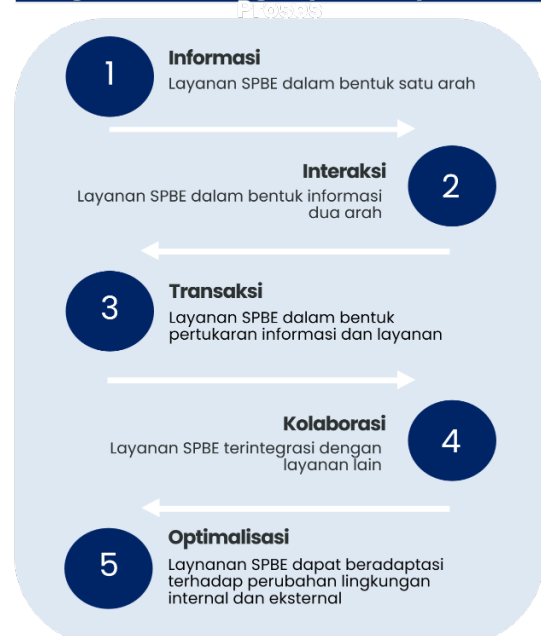 Proses
1
Informasi
Layanan SPBE dalam bentuk satu arah
Interaksi
2
Layanan SPBE dalam bentuk informasi
dua arah
3
Transaksi
Layanan SPBE dalam bentuk
pertukaran informasi dan layanan
Kolaborasi
4
Layanan SPBE terintegrasi dengan
layanan lain
5
Optimalisasi
Laynanan SPBE dapat beradaptasi
terhadap perubahan lingkungan
internal dan eksternal